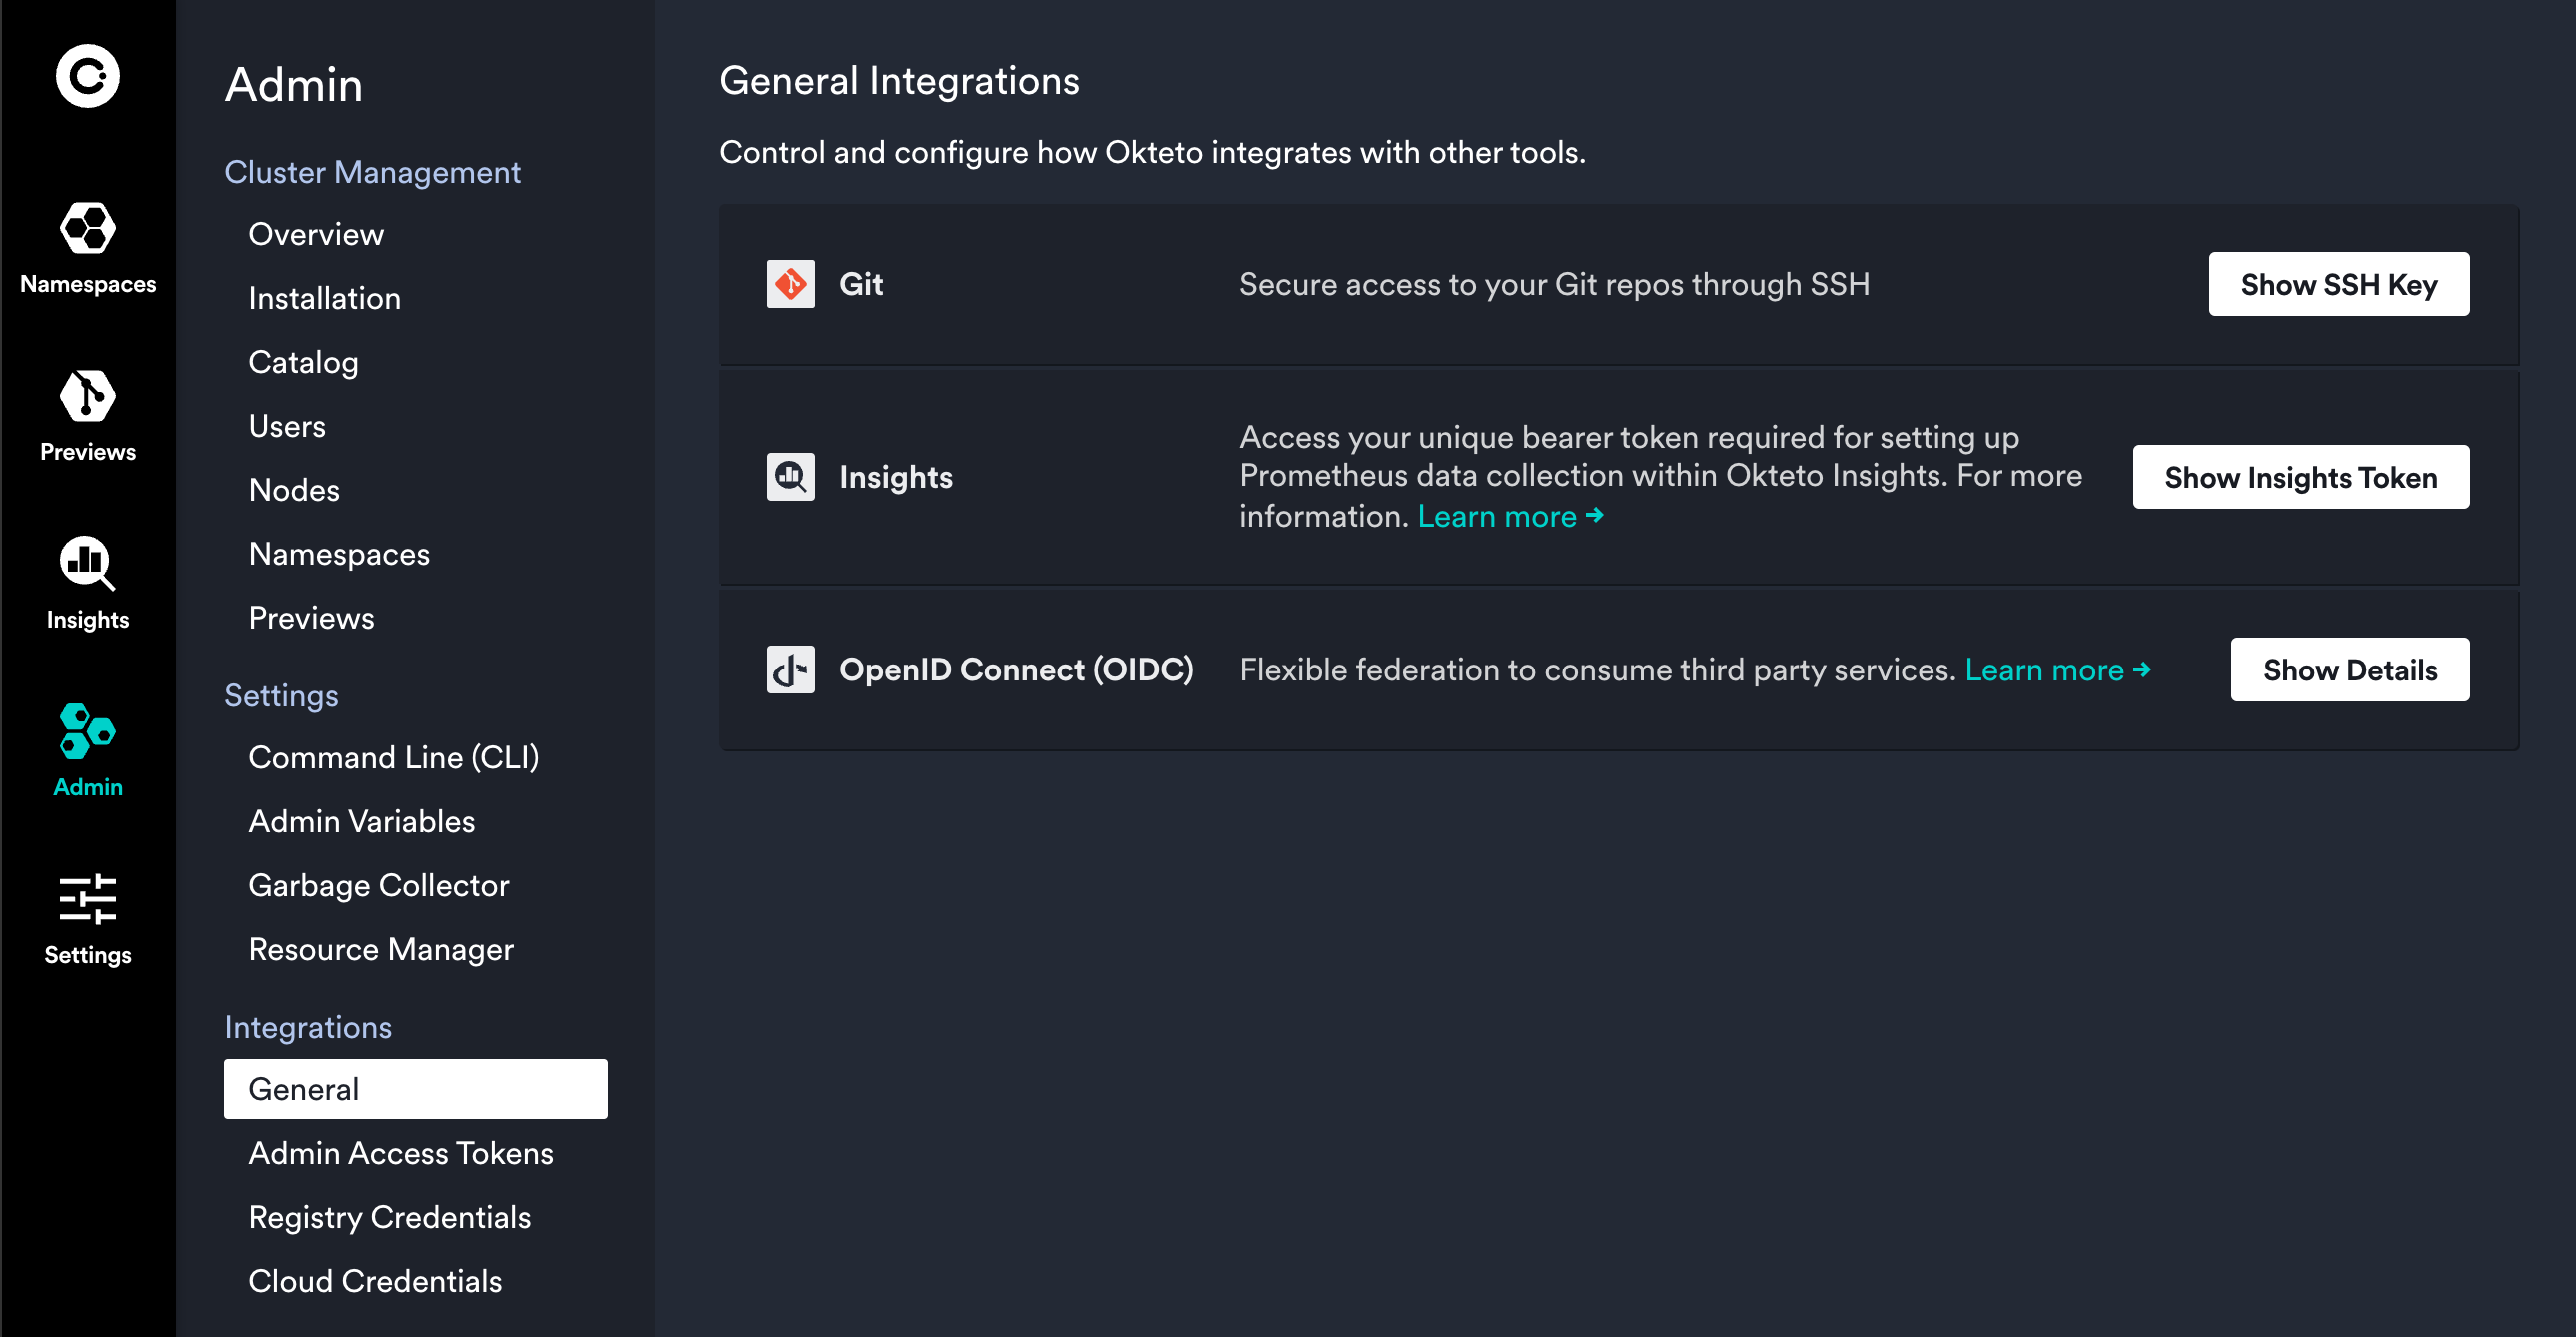 Namespaces
Previews
Insights
Admin
Settings
Admin
Cluster Management
Overview
Installation
Catalog
Users
Nodes
Namespaces
Previews
Settings
Command Line (CLI)
Admin Variables
Garbage Collector
Resource Manager
Integrations
General
Admin Access Tokens
Registry Credentials
Cloud Credentials
General Integrations
Control and configure how Okteto integrates with other tools.
Git
Secure access to your Git repos through SSH
Show SSH Key
Insights
Access your unique bearer token required for setting up
Prometheus data collection within Okteto Insights. For more
information. Learn more →
Show Insights Token
OpenID Connect (OIDC)
Flexible federation to consume third party services. Learn more →
Show Details